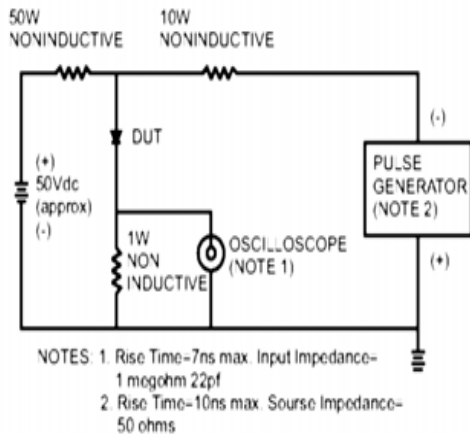 50W
NONINDUCTIVE
10W
NONINDUCTIVE
DUT
(+)
50Vdc
(approx)
(-)
1W
NON
INDUCTIVE
OSCILLOSCOPE
(NOTE 1)
(-)
PULSE
GENERATOR
(NOTE 2)
(+)
NOTES: 1. Rise Time=7ns max. Input Impedance=
1 megohm 22pf
2. Rise Time=10ns max. Sourse Impedance=
50 ohms